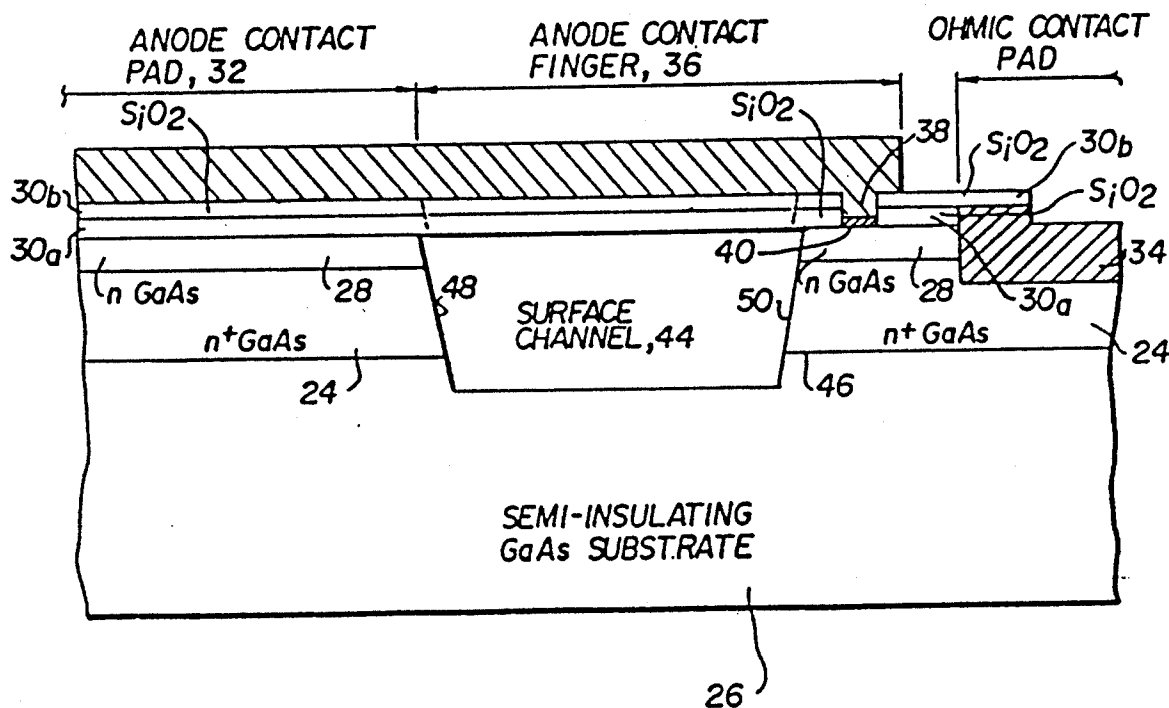 ANODE CONTACT
PAD, 32
ANODE CONTACT
FINGER, 36
OHMIC CONTACT
PAD
SiO2
SiO2
38
SiO2
30b
30b
SiO2
30a
40
34
n GaAs
28
48
SURFACE
CHANNEL, 44
50
n GaAs
28
30a
n+ GaAs
n+ GaAs
24
24
46
SEMI-INSULATING
GaAs SUBSTRATE
26